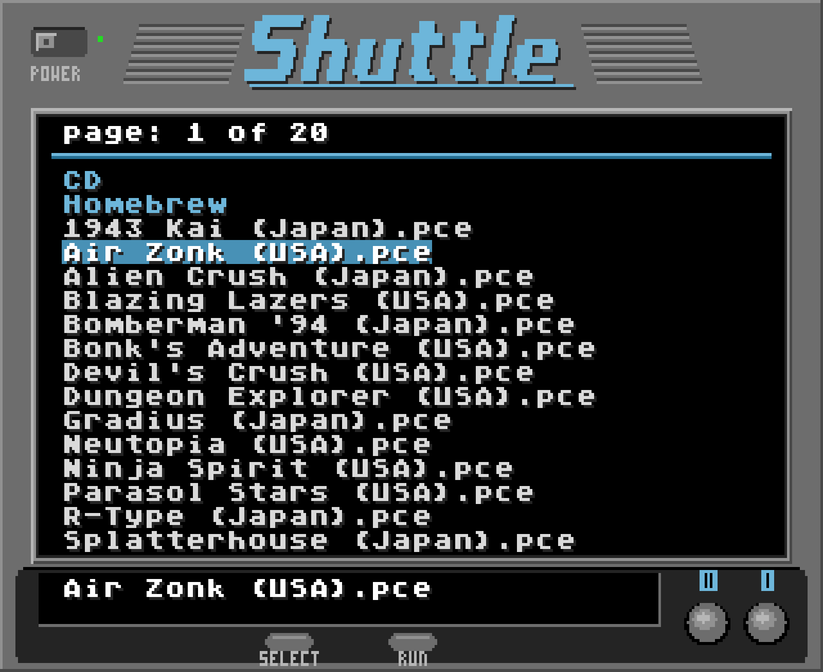 Shuttle
POWER
page: 1 of 20
CD
Homebrew
1943 Kai (Japan).pce
Air Zonk (USA).pce
Alien Crush (Japan).pce
Blazing Lazers (USA).pce
Bomberman '94 (Japan).pce
Bonk's Adventure (USA).pce
Devil's Crush (USA).pce
Dungeon Explorer (USA).pce
Gradius (Japan).pce
Neutopia (USA).pce
Ninja Spirit (USA).pce
Parasol Stars (USA).pce
R-Type (Japan).pce
Splatterhouse (Japan).pce
Air Zonk (USA).pce
II I
SELECT RUN